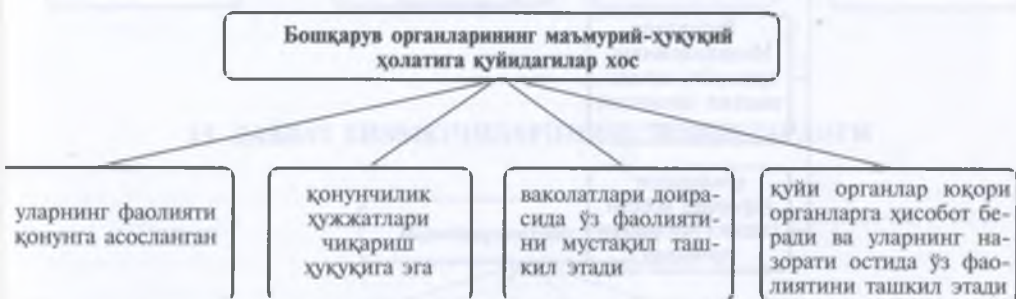 Бошқарув органларининг маъмурий-ҳуқуқий
ҳолатига қуйидагилар хос
уларнинг фаолияти
қонунга асосланган
қонунчилик
ҳужжатлари
чиқариш
ҳуқуқига эга
ваколатлари доира-
сида ўз фаолияти-
ни мустақил таш-
кил этади
қуйи органлар юқори
органларга ҳисобот бе-
ради ва уларнинг на-
зорати остида ўз фао-
лиятини ташкил этади